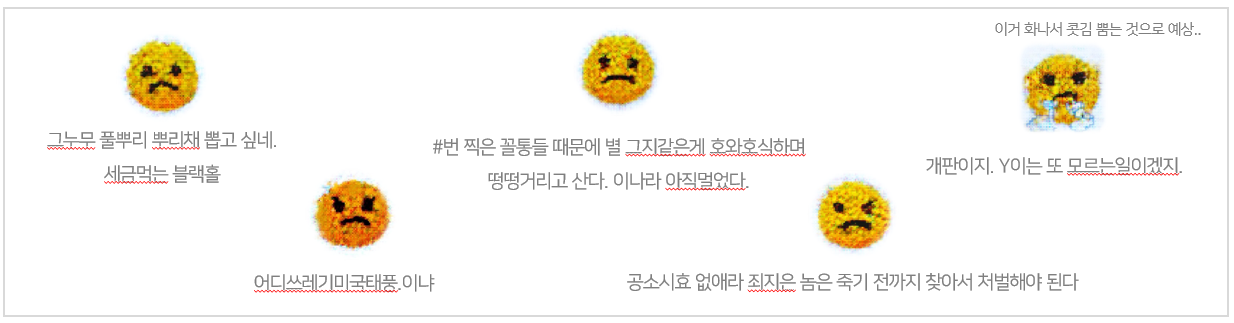 이거 화나서 콧김 뿜는 것으로 예상..
그누무 풀뿌리 뿌리채 뽑고 싶네.
세금먹는 블랙홀
#번 찍은 꼴통들 때문에 별 그지같은게 호와호식하며
떵떵거리고 산다. 이나라 아직멀었다.
개판이지. Y이는 또 모르는일이겠지.
어디쓰레기미국태풍.이냐
공소시효 없애라 죄지은 놈은 죽기 전까지 찾아서 처벌해야 된다